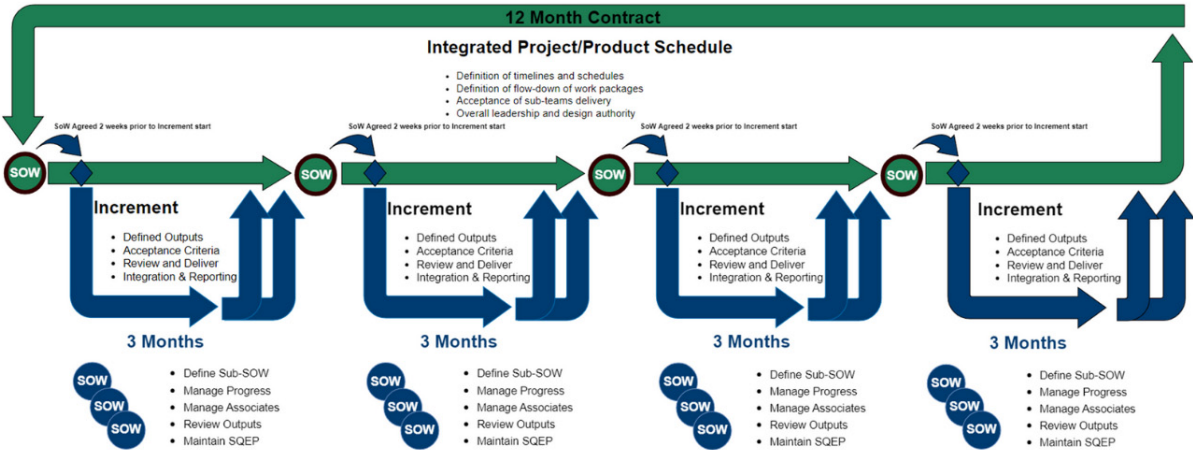 12 Month Contract
Integrated Project/Product Schedule
Definition of timelines and schedules
Definition of flow-down of work packages
Acceptance of sub-teams delivery
Overall leadership and design authority
SoW Agreed 2 weeks prior to Increment start
SoW Agreed 2 weeks prior to Increment start
SoW Agreed 2 weeks prior to Increment start
SoW Agreed 2 weeks prior to Increment start
SOW
SOW
SOW
SOW
Increment
Defined Outputs
Acceptance Criteria
Review and Deliver
Integration & Reporting
3 Months
SOW
SOW
SOW
Define Sub-SOW
Manage Progress
Manage Associates
Review Outputs
Maintain SQEP
Increment
Defined Outputs
Acceptance Criteria
Review and Deliver
Integration & Reporting
3 Months
SOW
SOW
SOW
Define Sub-SOW
Manage Progress
Manage Associates
Review Outputs
Maintain SQEP
Increment
Defined Outputs
Acceptance Criteria
Review and Deliver
Integration & Reporting
3 Months
SOW
SOW
SOW
Define Sub-SOW
Manage Progress
Manage Associates
Review Outputs
Maintain SQEP
Increment
Defined Outputs
Acceptance Criteria
Review and Deliver
Integration & Reporting
3 Months
SOW
SOW
SOW
Define Sub-SOW
Manage Progress
Manage Associates
Review Outputs
Maintain SQEP